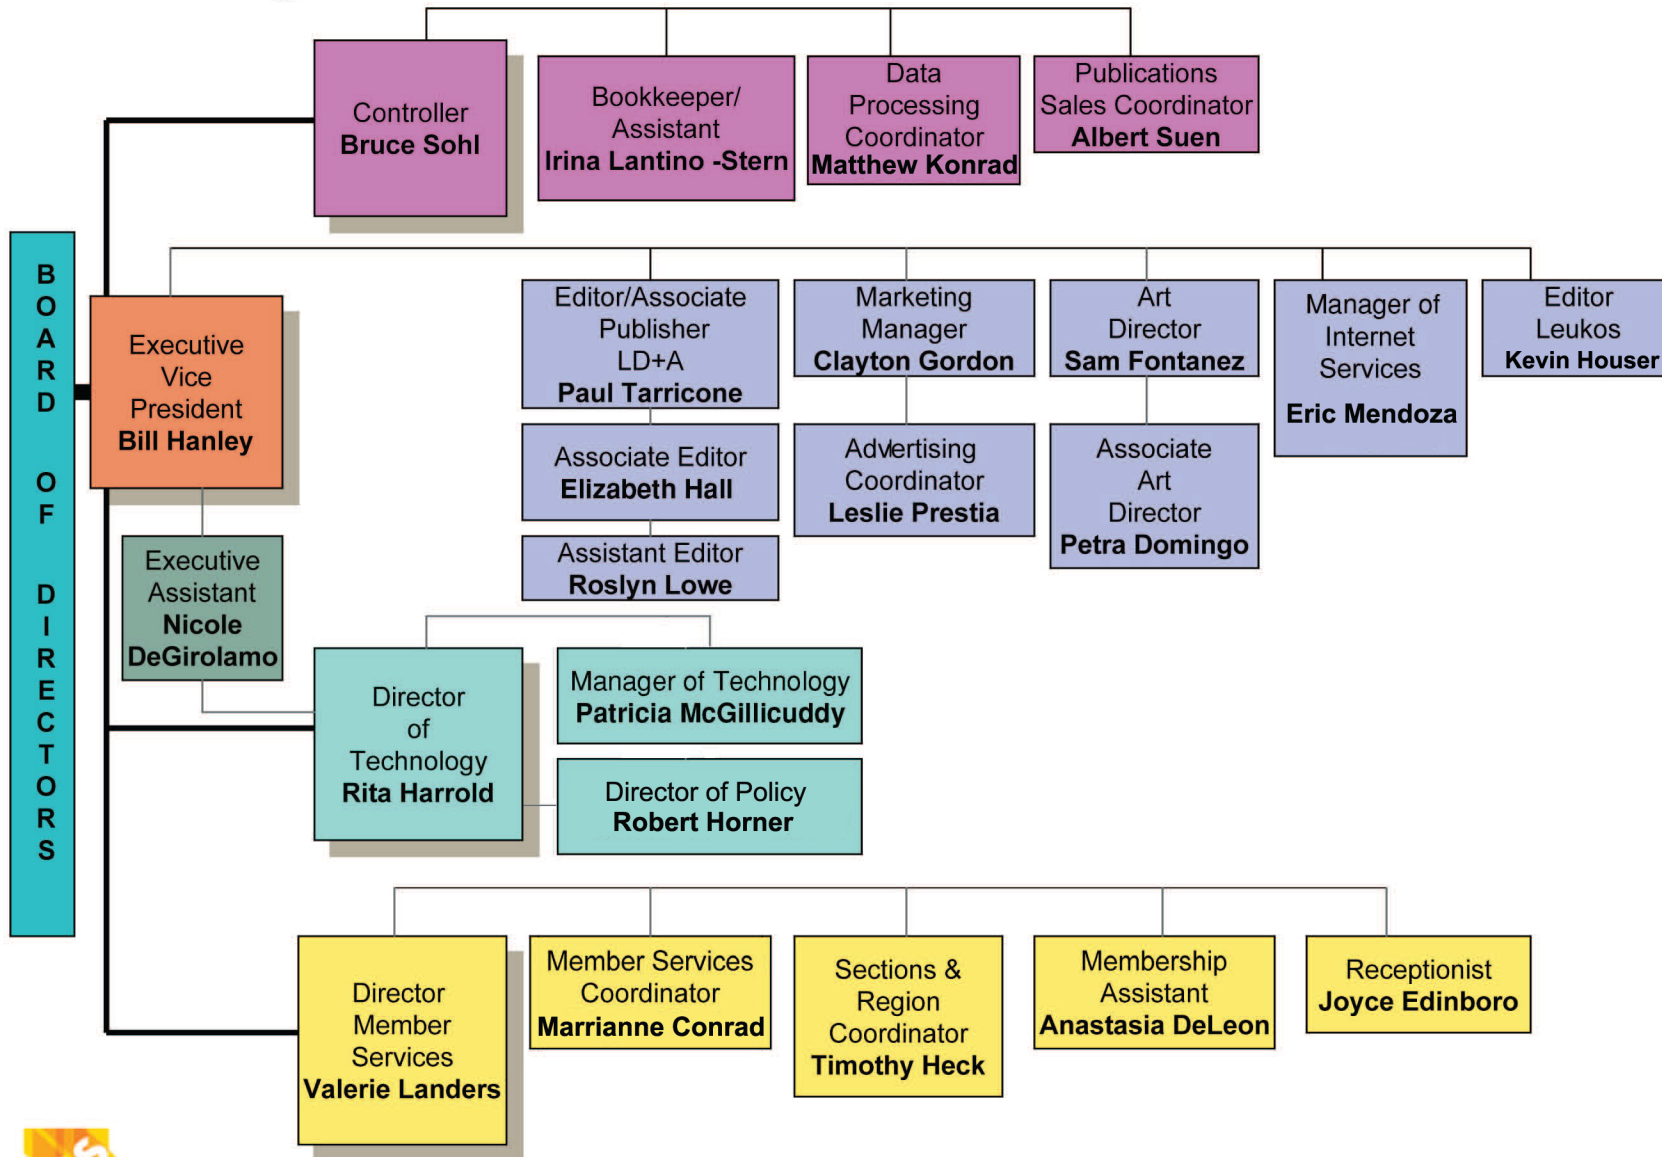 Controller
Bruce Sohl
Bookkeeper/
Assistant
Irina Lantino -Stern
Data
Processing
Coordinator
Matthew Konrad
Publications
Sales Coordinator
Albert Suen
BOARD OF DIRECTORS
Executive
Vice
President
Bill Hanley
Editor/Associate
Publisher
LD+A
Paul Tarricone
Marketing
Manager
Clayton Gordon
Art
Director
Sam Fontanez
Manager of
Internet
Services
Eric Mendoza
Editor
Leukos
Kevin Houser
Associate Editor
Elizabeth Hall
Advertising
Coordinator
Leslie Prestia
Associate
Art
Director
Petra Domingo
Assistant Editor
Roslyn Lowe
Executive
Assistant
Nicole
DeGirolamo
Director
of
Technology
Rita Harrold
Manager of Technology
Patricia McGillicuddy
Director of Policy
Robert Horner
Director
Member
Services
Valerie Landers
Member Services
Coordinator
Marrianne Conrad
Sections &
Region
Coordinator
Timothy Heck
Membership
Assistant
Anastasia DeLeon
Receptionist
Joyce Edinboro